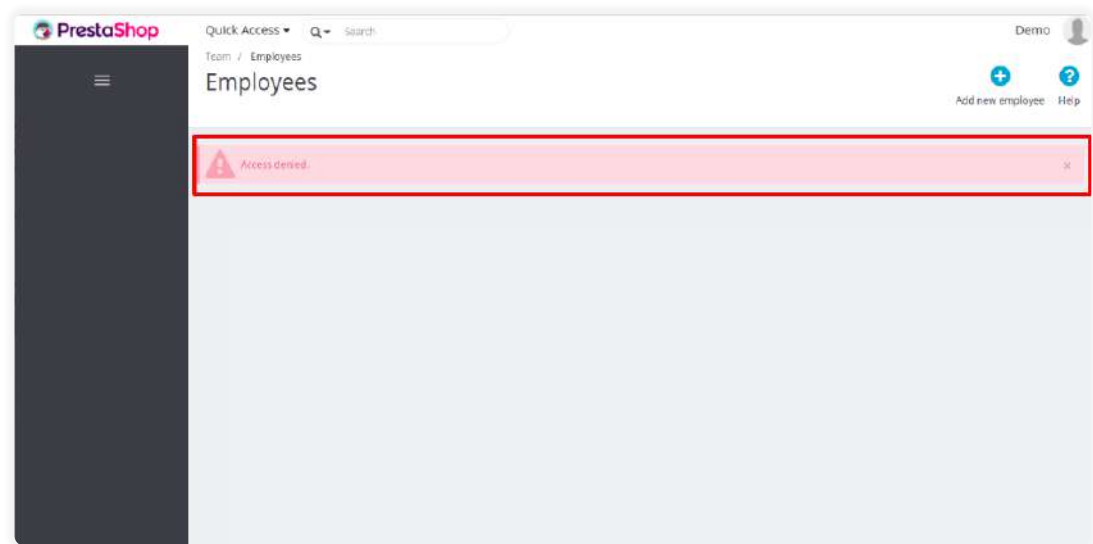 PrestaShop
Quick Access
Search
Demo
Team / Employees
Employees
Add new employee
Help
Access denied.